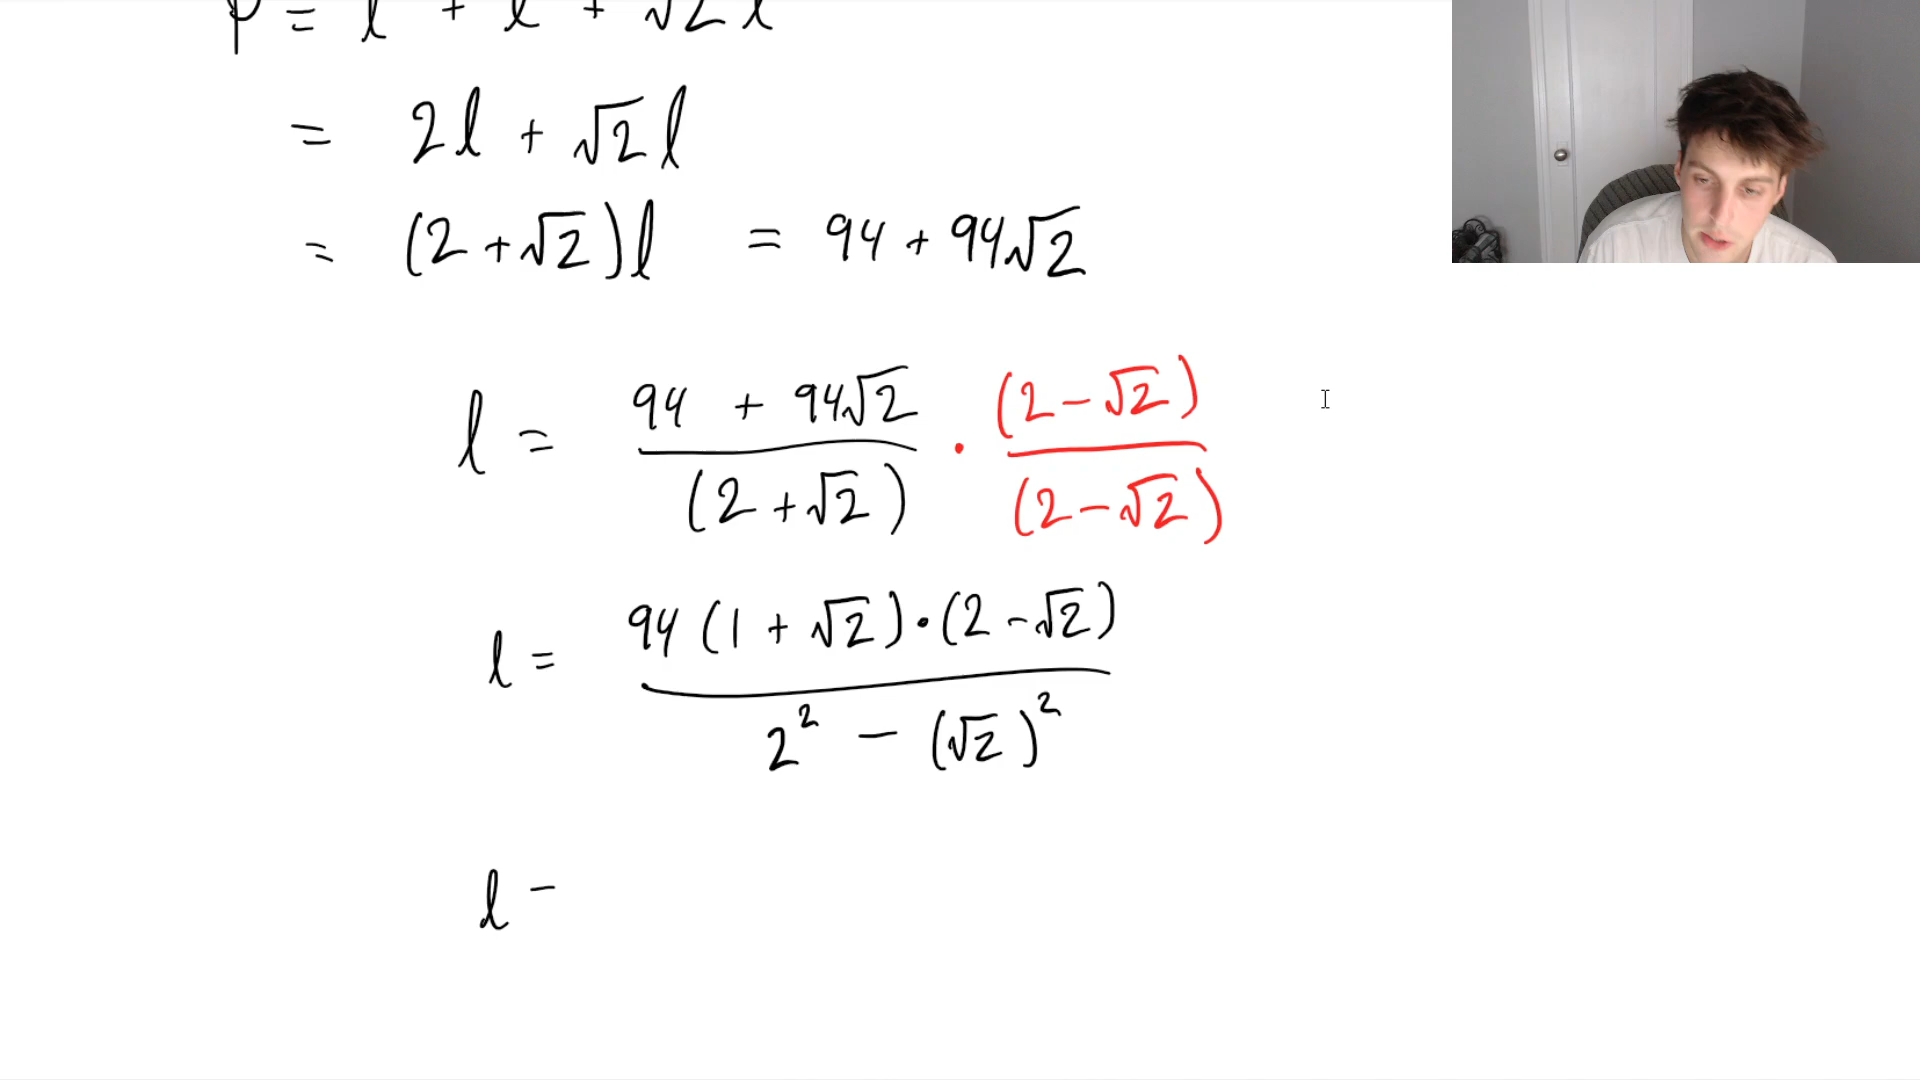 P = l + l + √2 l
= 2l + √2 l
= (2 + √2) l = 94 + 94√2
l = (94 + 94√2)/(2 + √2) · (2 - √2)/(2 - √2)
l = 94 (1 + √2) · (2 - √2) / 2² - (√2)²
l -